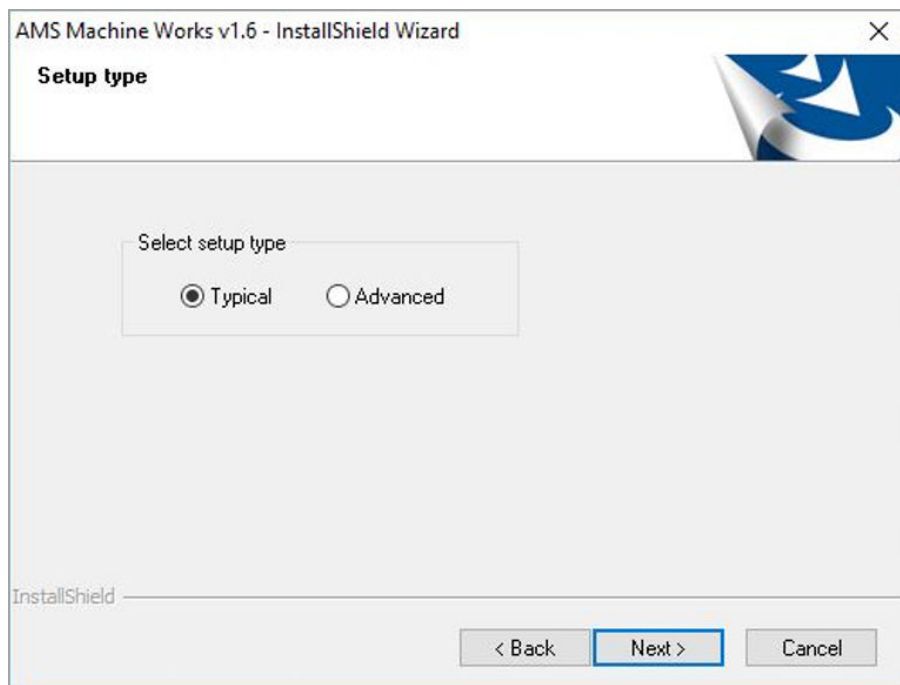 AMS Machine Works v1.6 - InstallShield Wizard
Setup type
Select setup type
Typical Advanced
InstallShield
< Back Next > Cancel